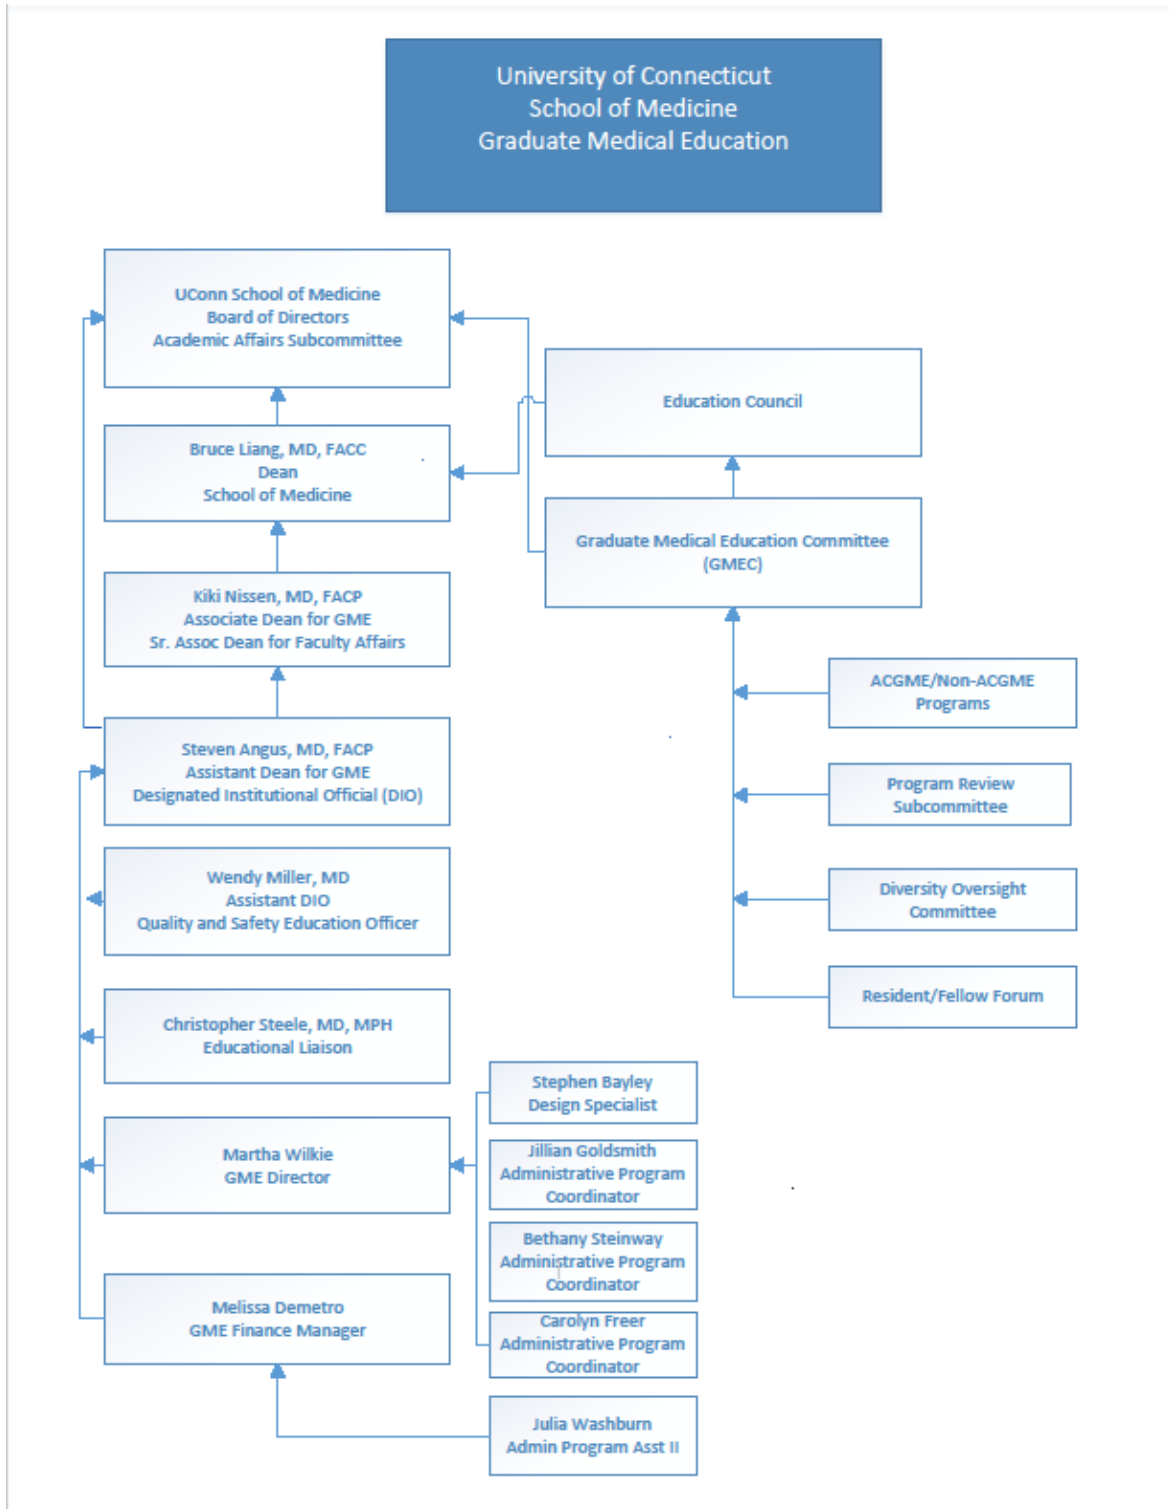 University of Connecticut
School of Medicine
Graduate Medical Education
UConn School of Medicine
Board of Directors
Academic Affairs Subcommittee
Education Council
Bruce Liang, MD, FACC
Dean
School of Medicine
Graduate Medical Education Committee
(GMEC)
Kiki Nissen, MD, FACP
Associate Dean for GME
Sr. Assoc Dean for Faculty Affairs
ACGME/Non-ACGME
Programs
Steven Angus, MD, FACP
Assistant Dean for GME
Designated Institutional Official (DIO)
Program Review
Subcommittee
Wendy Miller, MD
Assistant DIO
Quality and Safety Education Officer
Diversity Oversight
Committee
Resident/Fellow Forum
Christopher Steele, MD, MPH
Educational Liaison
Stephen Bayley
Design Specialist
Martha Wilkie
GME Director
Jillian Goldsmith
Administrative Program
Coordinator
Bethany Steinway
Administrative Program
Coordinator
Melissa Demetro
GME Finance Manager
Carolyn Freer
Administrative Program
Coordinator
Julia Washburn
Admin Program Asst II